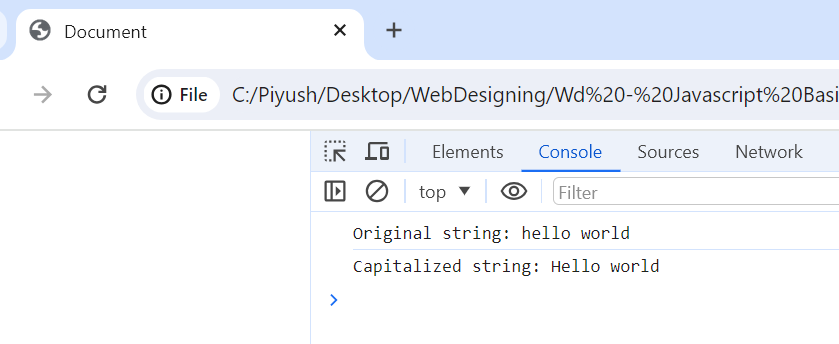 Document
File C:/Piyush/Desktop/WebDesigning/Wd%20-%20Javascript%20Basi
Elements Console Sources Network
top Filter
Original string: hello world
Capitalized string: Hello world